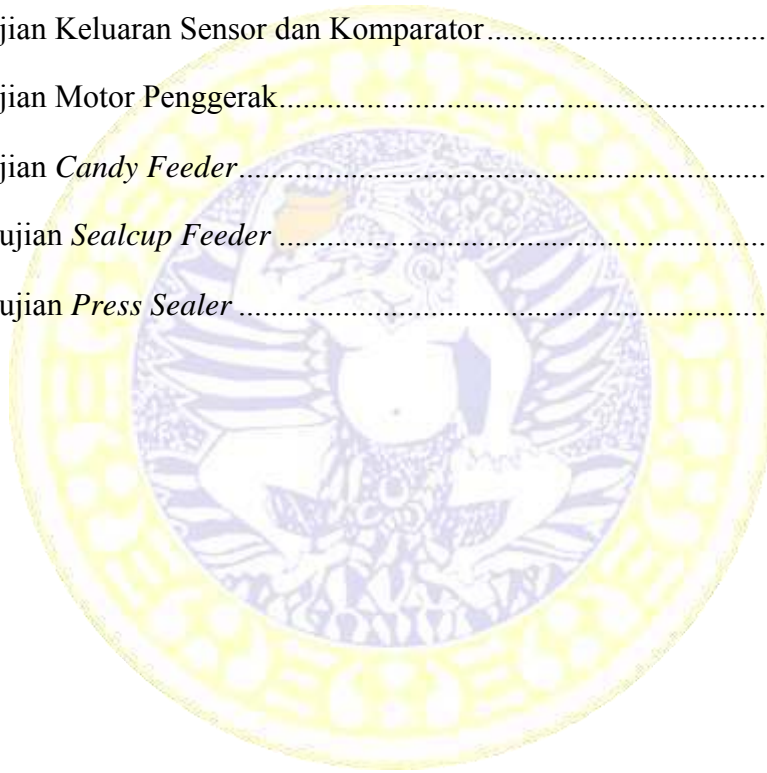 jian Keluaran Sensor dan Komparator................................................
jian Motor Penggerak................................................................................
jian Candy Feeder.....................................................................................
ujian Sealcup Feeder ................................................................................
ujian Press Sealer .....................................................................................